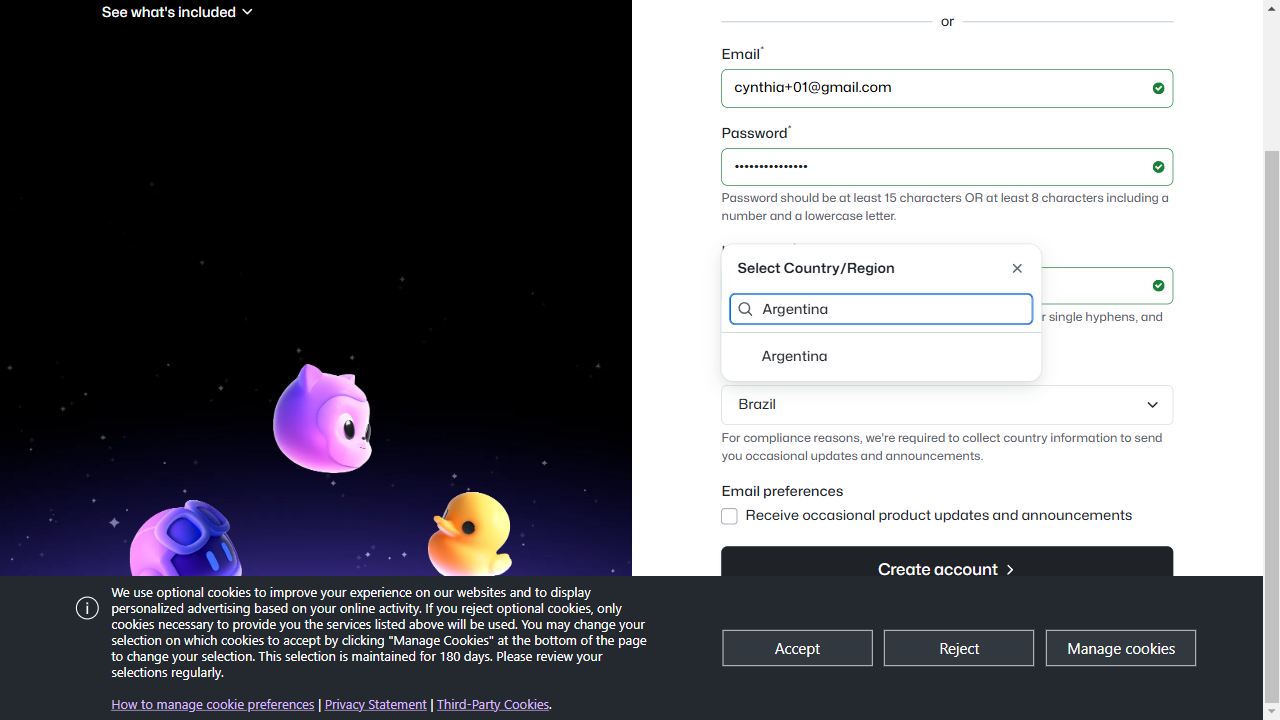 See what's included
or
Email*
cynthia+01@gmail.com
Password*
•••••••••••••••
Password should be at least 15 characters OR at least 8 characters including a
number and a lowercase letter.
Select Country/Region
Argentina
r single hyphens, and
Argentina
Brazil
For compliance reasons, we're required to collect country information to send
you occasional updates and announcements.
Email preferences
Receive occasional product updates and announcements
Create account
We use optional cookies to improve your experience on our websites and to display
personalized advertising based on your online activity. If you reject optional cookies, only
cookies necessary to provide you the services listed above will be used. You may change your
selection on which cookies to accept by clicking "Manage Cookies" at the bottom of the page
to change your selection. This selection is maintained for 180 days. Please review your
selections regularly.
How to manage cookie preferences | Privacy Statement | Third-Party Cookies.
Accept
Reject
Manage cookies